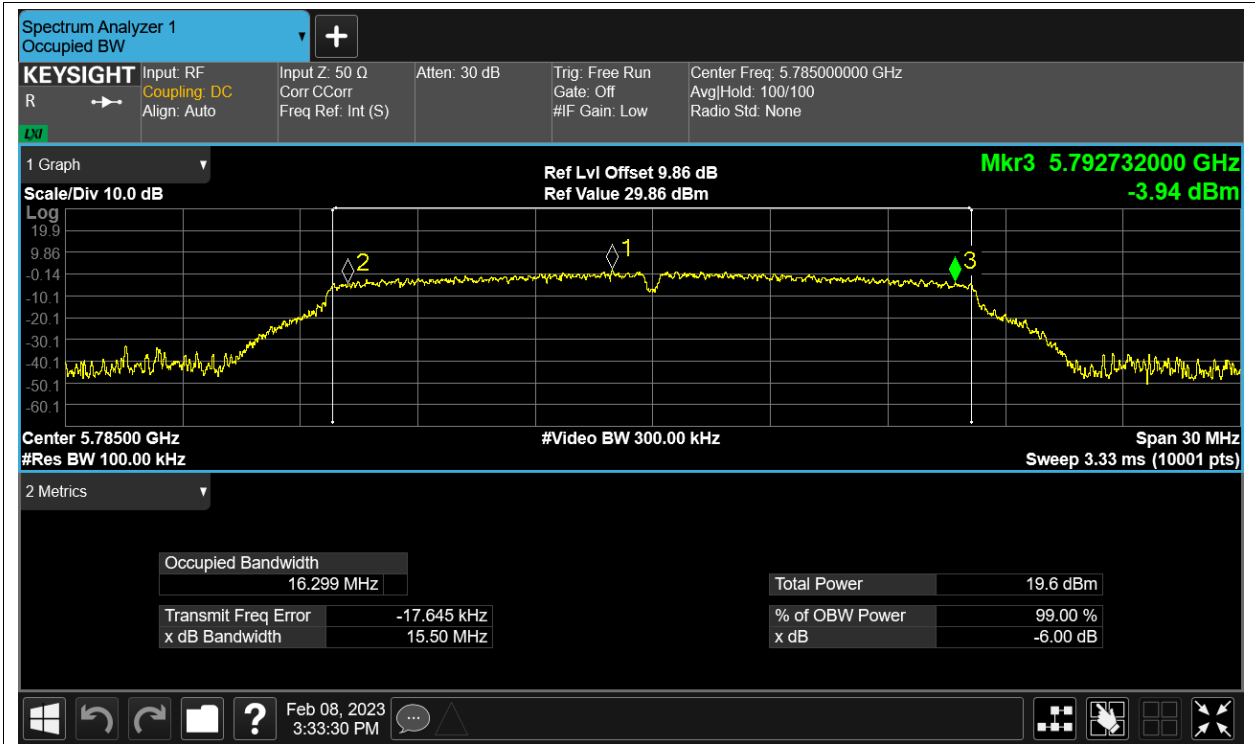 Spectrum Analyzer 1
Occupied BW
KEYSIGHT
R
LXI
Input: RF
Coupling: DC
Align: Auto
Input Z: 50 Ω
Corr CCorr
Freq Ref: Int (S)
Atten: 30 dB
Trig: Free Run
Gate: Off
#IF Gain: Low
Center Freq: 5.785000000 GHz
Avg|Hold: 100/100
Radio Std: None
1 Graph
Scale/Div 10.0 dB
Ref Lvl Offset 9.86 dB
Ref Value 29.86 dBm
Mkr3 5.792732000 GHz
-3.94 dBm
Log
19.9
9.86
-0.14
-10.1
-20.1
-30.1
-40.1
-50.1
-60.1
2
1
3
Center 5.78500 GHz
#Video BW 300.00 kHz
Span 30 MHz
#Res BW 100.00 kHz
Sweep 3.33 ms (10001 pts)
2 Metrics
Occupied Bandwidth
16.299 MHz
Transmit Freq Error -17.645 kHz
x dB Bandwidth 15.50 MHz
Total Power 19.6 dBm
% of OBW Power 99.00 %
x dB -6.00 dB
?
Feb 08, 2023
3:33:30 PM